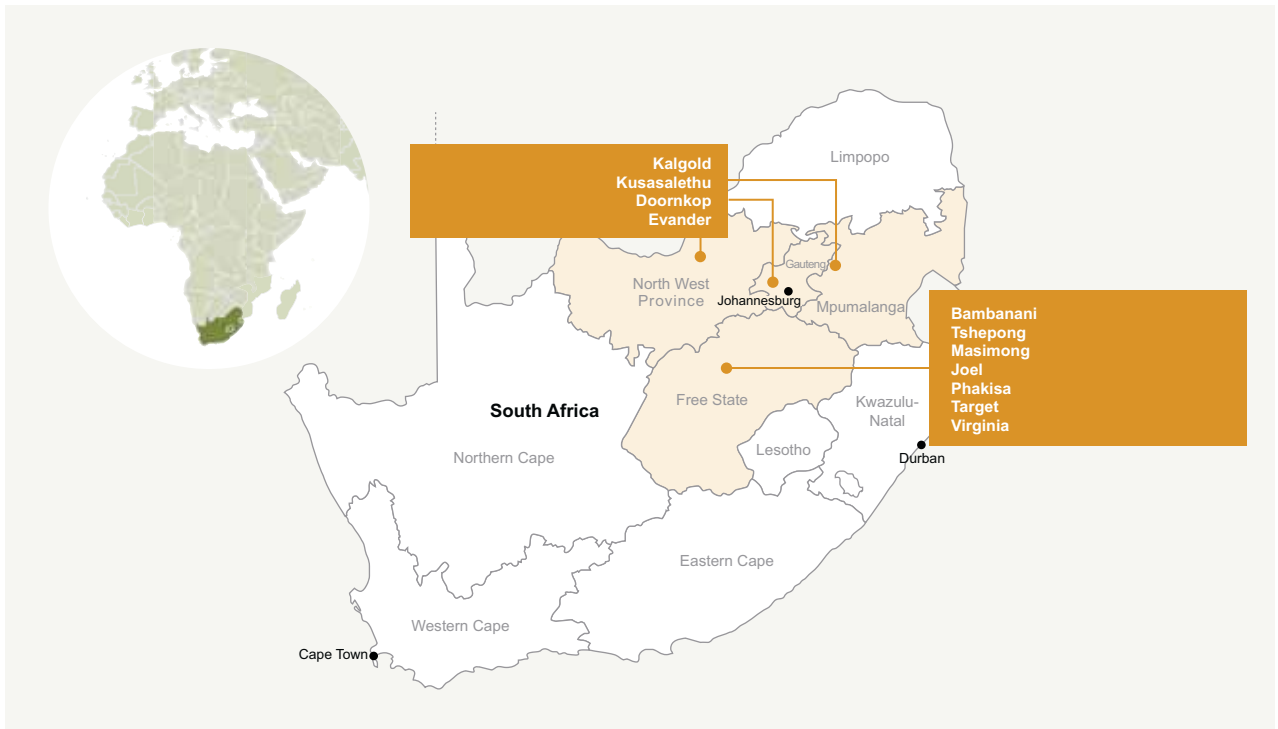 Limpopo
Kalgold
Kusasalethu
Doornkop
Evander
Gauteng
North West
Province
Johannesburg
Mpumalanga
Bambanani
Tshepong
Masimong
Joel
Phakisa
Target
Virginia
Free State
Kwazulu-
Natal
South Africa
Northern Cape
Lesotho
Durban
Eastern Cape
Western Cape
Cape Town